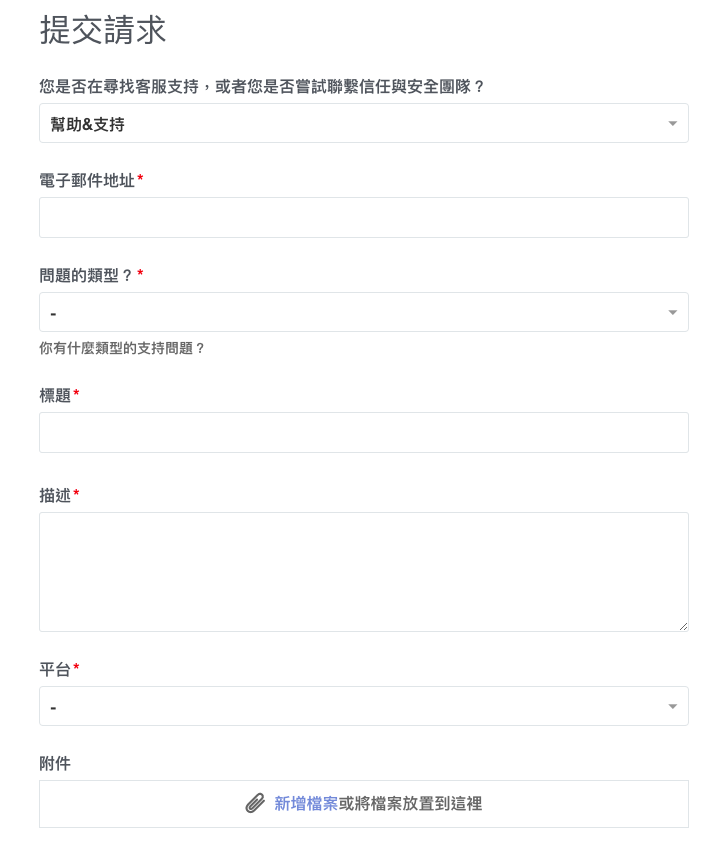 提交請求
您是否在尋找客服支持，或者您是否嘗試聯繫信任與安全團隊？
幫助&支持
電子郵件地址*
問題的類型？*
-
你有什麼類型的支持問題？
標題*
描述*
平台*
-
附件
新增檔案或將檔案放置到這裡